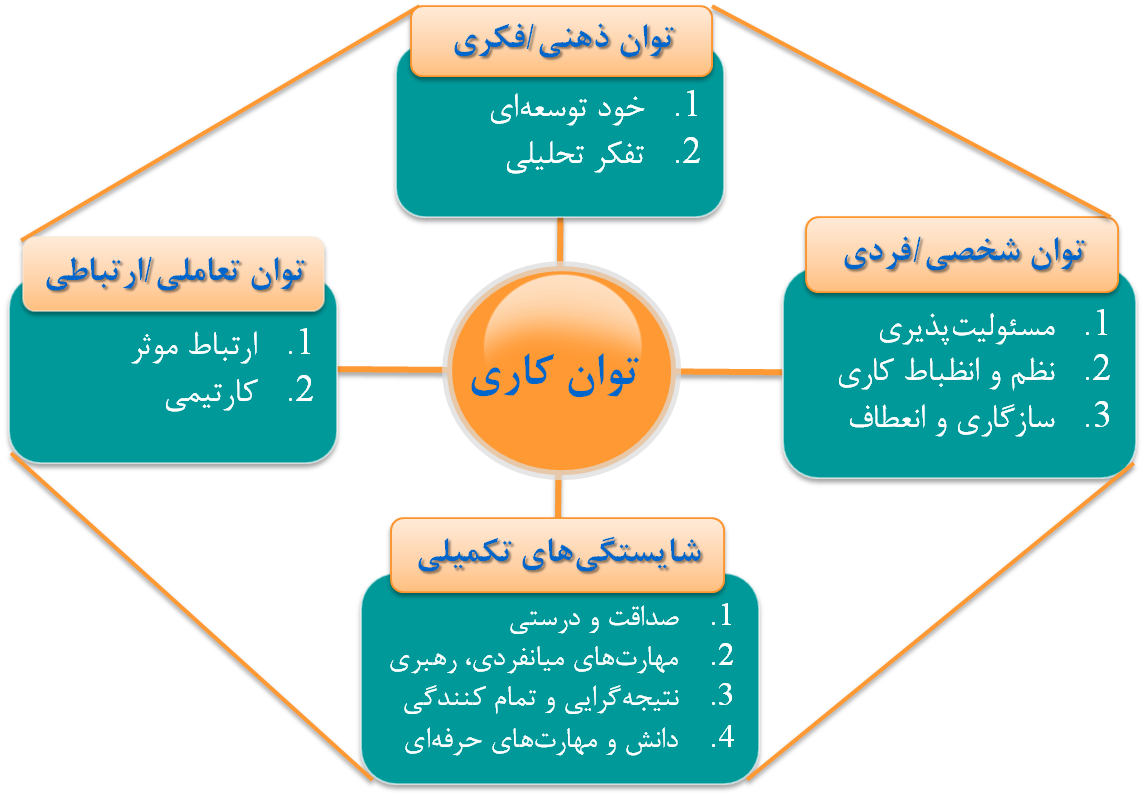 توان ذهنی/فکری
1. خود توسعه‌ای
2. تفکر تحلیلی
توان شخصی/فردی
1. مسئولیت‌پذیری
2. نظم و انظباط کاری
3. سازگاری و انعطاف
توان کاری
توان تعاملی/ارتباطی
1. ارتباط موثر
2. کارتیمی
شایستگی‌های تکمیلی
1. صداقت و درستی
2. مهارت‌های میانفردی، رهبری
3. نتیجه‌گرایی و تمام کنندگی
4. دانش و مهارت‌های حرفه‌ای